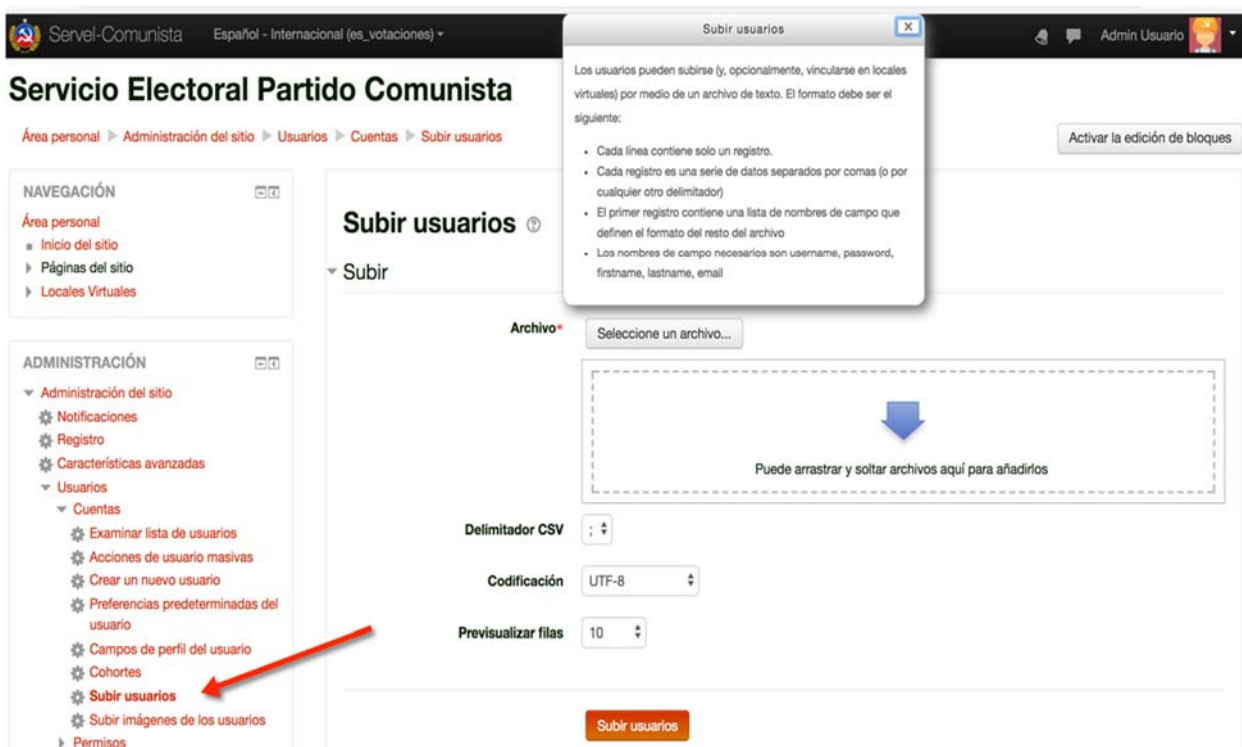 Servel-Comunista
Español - Internacional (es_votaciones)
Subir usuarios
Admin Usuario
Los usuarios pueden subirse (y, opcionalmente, vincularse en locales
virtuales) por medio de un archivo de texto. El formato debe ser el
siguiente:
Cada línea contiene solo un registro.
Cada registro es una serie de datos separados por comas (o por
cualquier otro delimitador)
El primer registro contiene una lista de nombres de campo que
definen el formato del resto del archivo
Los nombres de campo necesarios son username, password,
firstname, lastname, email
Servicio Electoral Partido Comunista
Área personal
Administración del sitio
Usuarios
Cuentas
Subir usuarios
Activar la edición de bloques
NAVEGACIÓN
Área personal
Inicio del sitio
Páginas del sitio
Locales Virtuales
ADMINISTRACIÓN
Administración del sitio
Notificaciones
Registro
Características avanzadas
Usuarios
Cuentas
Examinar lista de usuarios
Acciones de usuario masivas
Crear un nuevo usuario
Preferencias predeterminadas del
usuario
Campos de perfil del usuario
Cohortes
Subir usuarios
Subir imágenes de los usuarios
Permisos
Subir usuarios
Subir
Archivo*
Seleccione un archivo...
Puede arrastrar y soltar archivos aquí para añadirlos
Delimitador CSV
;
Codificación
UTF-8
Previsualizar filas
10
Subir usuarios